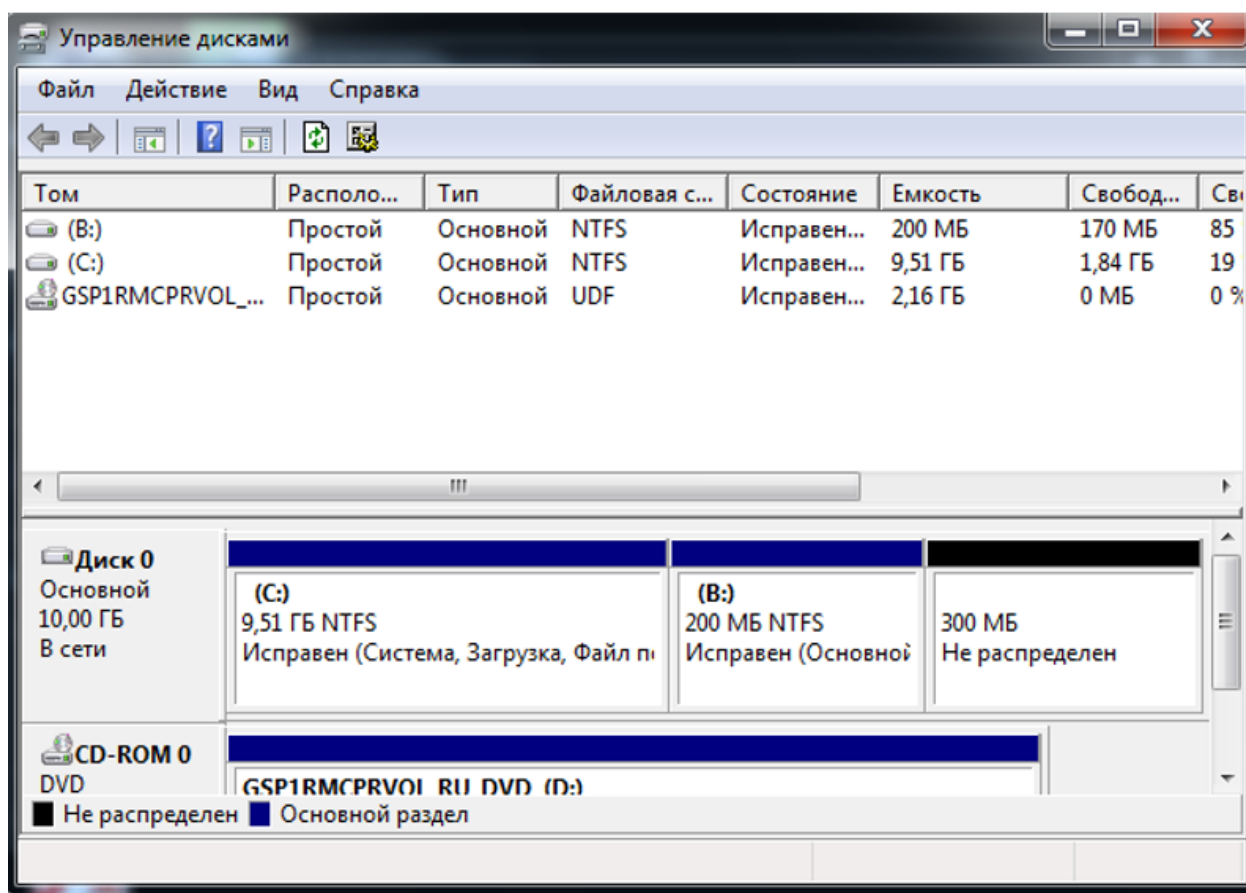 Управление дисками
Файл Действие Вид Справка
Том Располо... Тип Файловая с... Состояние Емкость Свобод... Св
(B:) Простой Основной NTFS Исправен... 200 МБ 170 МБ 85
(C:) Простой Основной NTFS Исправен... 9,51 ГБ 1,84 ГБ 19
GSP1RMCPRVOL_... Простой Основной UDF Исправен... 2,16 ГБ 0 МБ 0 %
Диск 0
Основной
10,00 ГБ
В сети
(C:)
9,51 ГБ NTFS
Исправен (Система, Загрузка, Файл п
(B:)
200 МБ NTFS
Исправен (Основной
300 МБ
Не распределен
CD-ROM 0
DVD
GSP1RMCPRVOL_RU_DVD (D:)
Не распределен Основной раздел